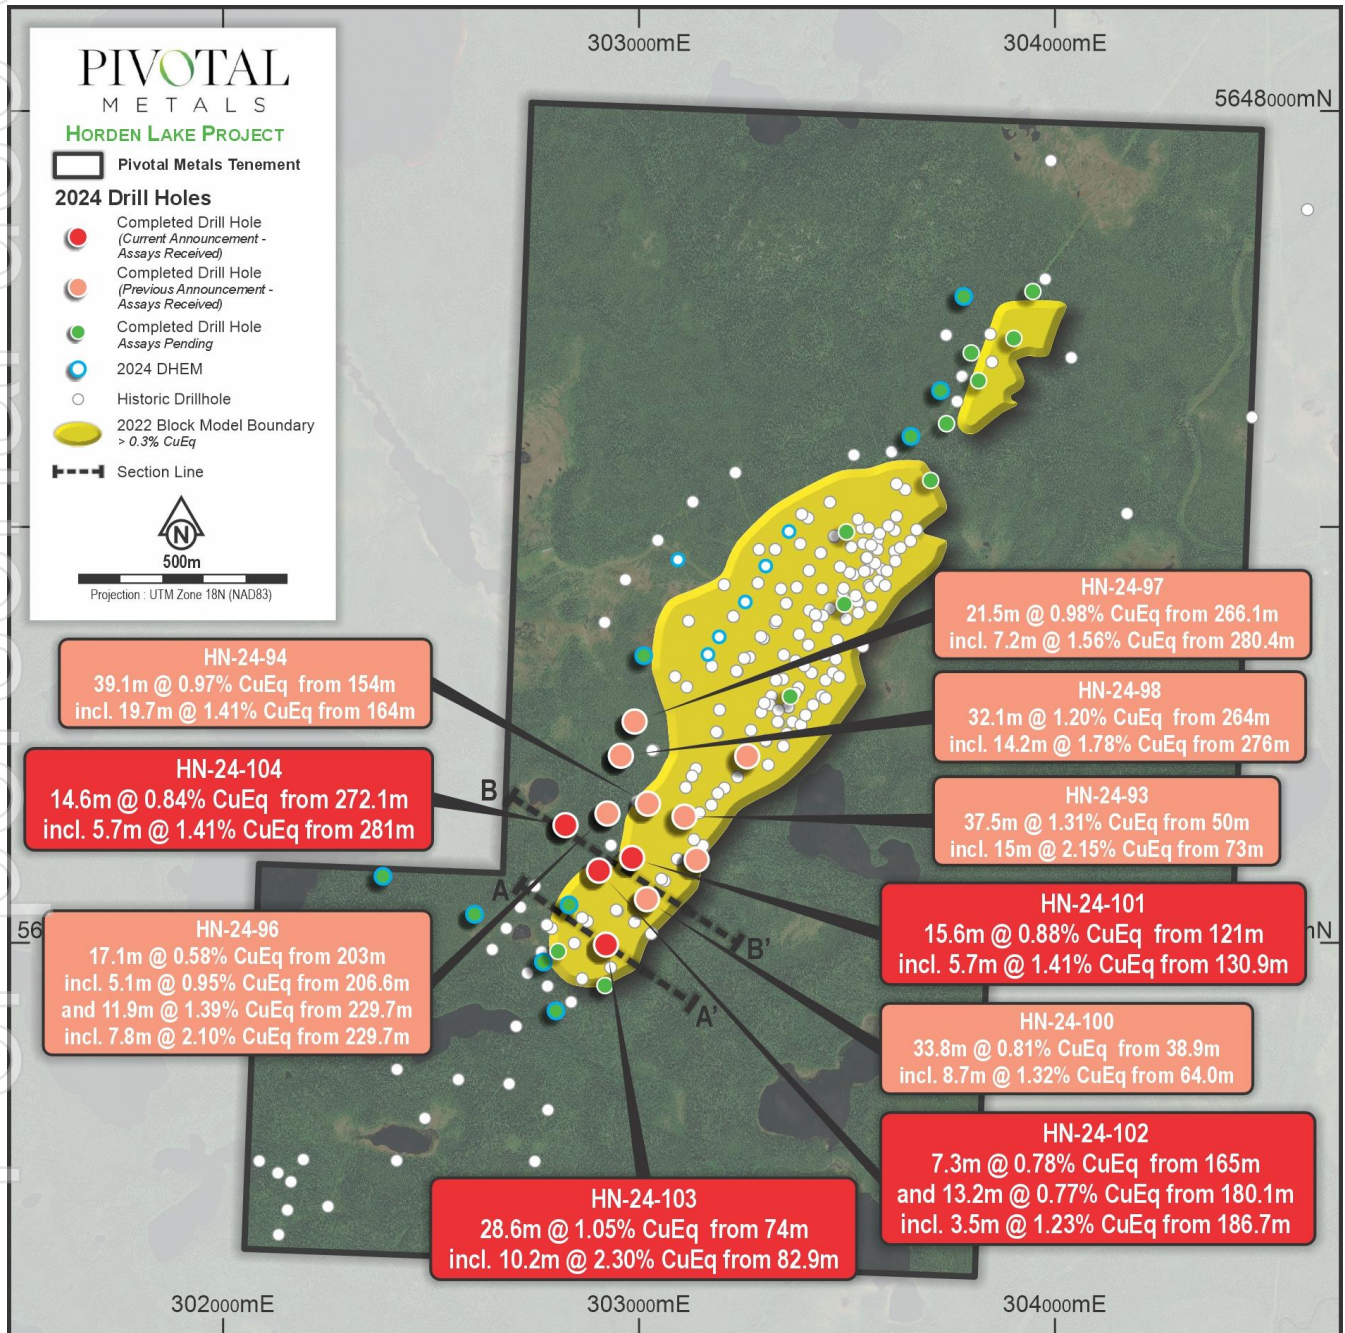 303000mE
304000mE
5648000mN
PIVOTAL
METALS
HORDEN LAKE PROJECT
Pivotal Metals Tenement
2024 Drill Holes
Completed Drill Hole
(Current Announcement -
Assays Received)
Completed Drill Hole
(Previous Announcement -
Assays Received)
Completed Drill Hole
Assays Pending
2024 DHEM
Historic Drillhole
2022 Block Model Boundary
> 0.3% CuEq
Section Line
N
500m
Projection : UTM Zone 18N (NAD83)
HN-24-97
21.5m @ 0.98% CuEq from 266.1m
incl. 7.2m @ 1.56% CuEq from 280.4m
HN-24-94
39.1m @ 0.97% CuEq from 154m
incl. 19.7m @ 1.41% CuEq from 164m
HN-24-98
32.1m @ 1.20% CuEq from 264m
incl. 14.2m @ 1.78% CuEq from 276m
HN-24-104
14.6m @ 0.84% CuEq from 272.1m
incl. 5.7m @ 1.41% CuEq from 281m
B
HN-24-93
37.5m @ 1.31% CuEq from 50m
incl. 15m @ 2.15% CuEq from 73m
A
HN-24-101
15.6m @ 0.88% CuEq from 121m
incl. 5.7m @ 1.41% CuEq from 130.9m
HN-24-96
17.1m @ 0.58% CuEq from 203m
incl. 5.1m @ 0.95% CuEq from 206.6m
and 11.9m @ 1.39% CuEq from 229.7m
incl. 7.8m @ 2.10% CuEq from 229.7m
56
mN
B'
A'
HN-24-100
33.8m @ 0.81% CuEq from 38.9m
incl. 8.7m @ 1.32% CuEq from 64.0m
HN-24-102
7.3m @ 0.78% CuEq from 165m
and 13.2m @ 0.77% CuEq from 180.1m
incl. 3.5m @ 1.23% CuEq from 186.7m
HN-24-103
28.6m @ 1.05% CuEq from 74m
incl. 10.2m @ 2.30% CuEq from 82.9m
302000mE
303000mE
304000mE